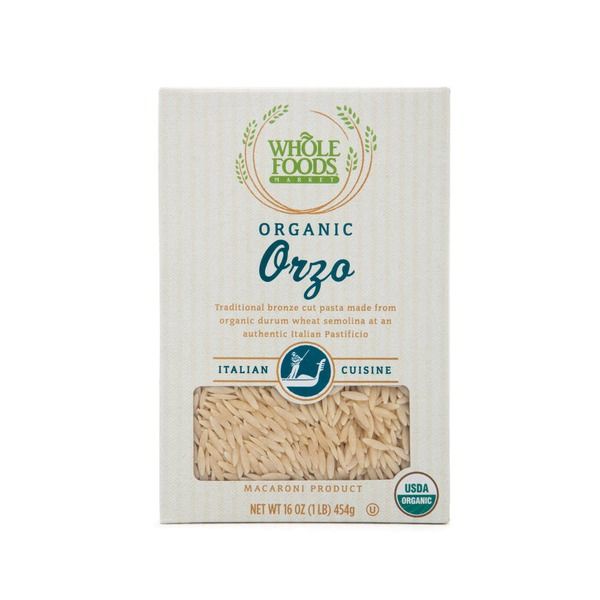 WHOLE
FOODS
MARKET
ORGANIC
Orzo
Traditional bronze cut pasta made from
organic durum wheat semolina at an
authentic Italian Pastificio
ITALIAN CUISINE
MACARONI PRODUCT
NET WT 16 OZ (1 LB) 454g U
USDA
ORGANIC